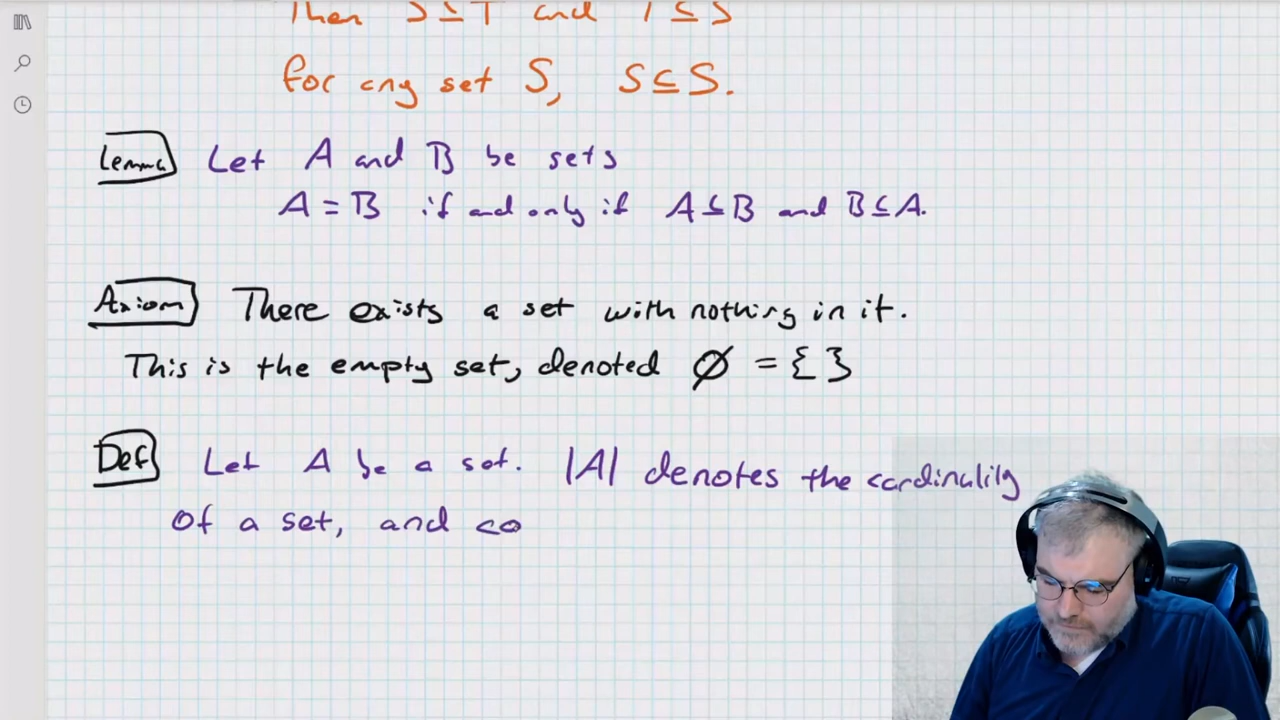 Then S ⊆ T and T ⊆ S
for any set S, S ⊆ S.
Lemma Let A and B be sets
A = B if and only if A ⊆ B and B ⊆ A.
Axiom There exists a set with nothing in it.
This is the empty set, denoted ∅ = { }
Def Let A be a set. |A| denotes the cardinality
of a set, and co